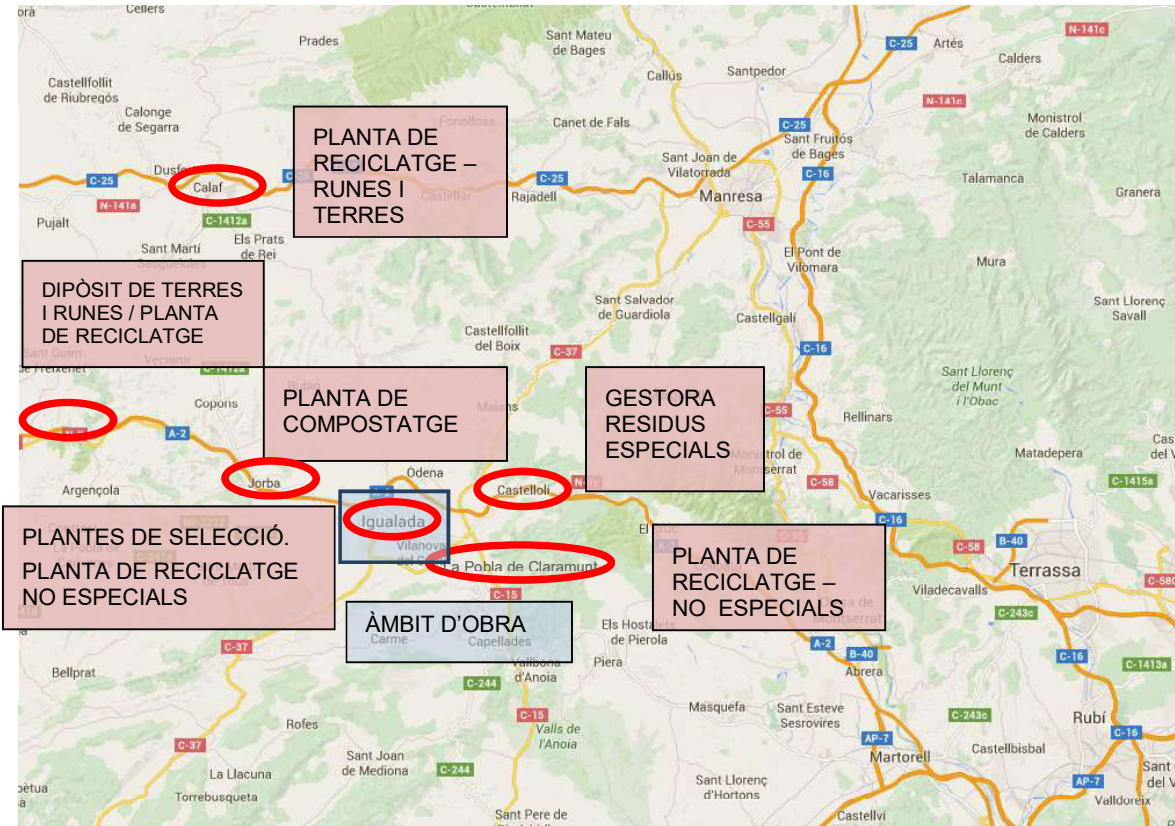 Cellers
Sant Mateu
de Bages
C-25
Artés
N-141c
Prades
Calders
Castellfollit
de Riubregós
Callús
Santpedor
Calonge
de Segarra
N-141c
Fonollosa
Canet de Fals
Monistrol
de Calders
PLANTA DE
RECICLATGE –
RUNES I
TERRES
C-25
Sant Fruitós
de Bages
Sant Joan de
Vilatorrada
C-16
C-25
Calaf
C-25
Talamanca
Granera
Castellar
Rajadell
Manresa
N-141a
Pujalt
C-1412a
C-55
Els Prats
de Rei
Sant Martí
El Pont de
Vilomara
Mura
DIPÒSIT DE TERRES
I RUNES / PLANTA
DE RECICLATGE
Sant Salvador
de Guardiola
Castellgalí
Sant Llorenç
Savall
Castellfollit
del Boix
C-37
C-16
Veciana
C-1412a
Sant Llorenç
del Munt
i l'Obac
PLANTA DE
COMPOSTATGE
GESTORA
RESIDUS
ESPECIALS
Copons
Maians
C-55
Rellinars
A-2
Matadepera
Òdena
Jorba
Castellolí
C-58
C-1415a
Argençola
Vacarisses
Igualada
C-16
PLANTES DE SELECCIÓ.
PLANTA DE RECICLATGE
NO ESPECIALS
B-40
C-58
La Pobla de Claramunt
PLANTA DE
RECICLATGE –
NO ESPECIALS
Terrassa
C-580
Viladecavalls
C-15
C-243c
ÀMBIT D'OBRA
Els Hostalets
de Pierola
Carme
Capellades
C-37
A-2
B-40
C-16
Vallbona
d'Anoia
Piera
Abrera
C-1413a
Bellprat
C-244
Masquefa
Sant Esteve
Sesrovires
C-243c
Rubí
C-15
Rofes
Valls de
l'Anoia
C-16
AP-7
C-37
Castellbisbal
Martorell
Sant Joan
de Mediona
C-244
La Llacuna
Sant Llorenç
d'Hortons
AP-7
Torrebusqueta
Valldoreix
Sant Pere de
Castellví